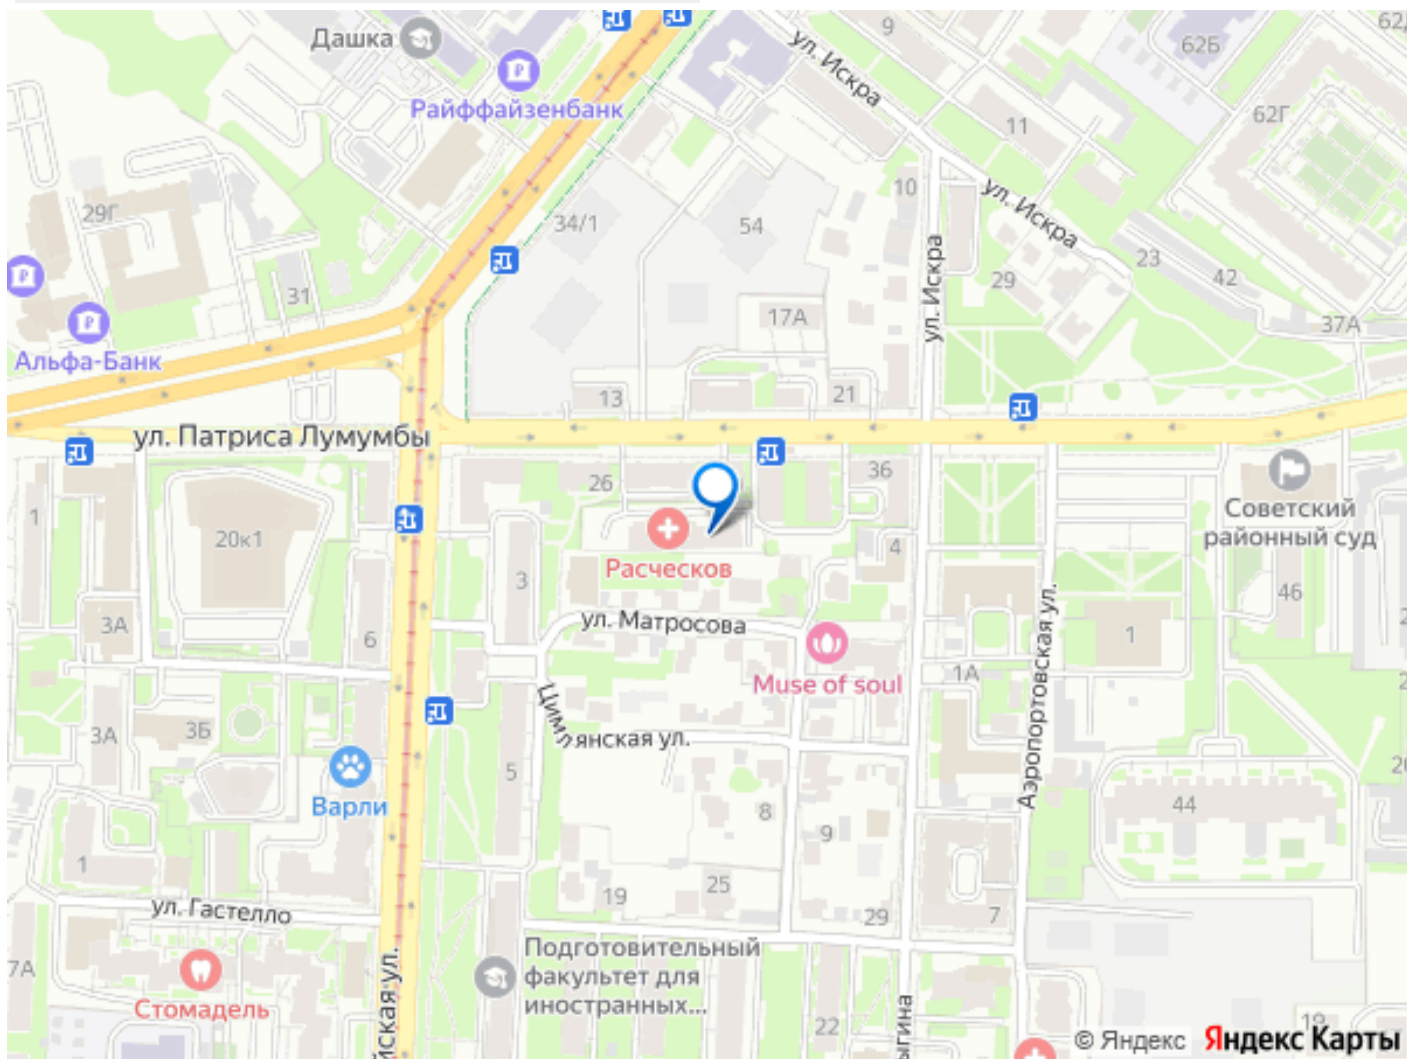 Дашка
9
62Б
ул. Искра
Райффайзенбанк
11
62Г
10
ул. Искра
29Г
34/1
54
ул. Искра
23
42
29
31
17А
37А
Альфа-Банк
13
21
ул. Патриса Лумумбы
26
36
1
20к1
Советский
районный суд
4
Расческов
3
46
ул. Матросова
3А
6
1
Muse of soul
1А
Аэропортовская ул.
3Б
3А
янская ул.
5
Варли
8
44
9
1
25
19
29
7
ул. Гастелло
Подготовительный
факультет для
иностранных...
7А
Стомадель
22
19
© Яндекс Яндекс Карты